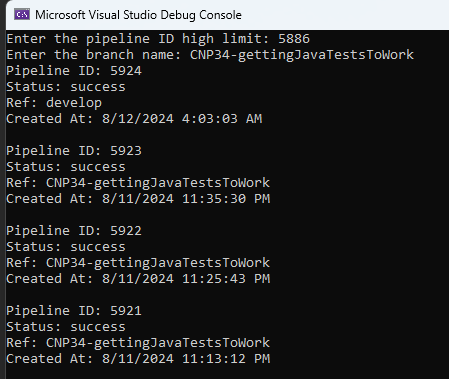 Microsoft Visual Studio Debug Console
Enter the pipeline ID high limit: 5886
Enter the branch name: CNP34-gettingJavaTestsToWork
Pipeline ID: 5924
Status: success
Ref: develop
Created At: 8/12/2024 4:03:03 AM
Pipeline ID: 5923
Status: success
Ref: CNP34-gettingJavaTestsToWork
Created At: 8/11/2024 11:35:30 PM
Pipeline ID: 5922
Status: success
Ref: CNP34-gettingJavaTestsToWork
Created At: 8/11/2024 11:25:43 PM
Pipeline ID: 5921
Status: success
Ref: CNP34-gettingJavaTestsToWork
Created At: 8/11/2024 11:13:12 PM